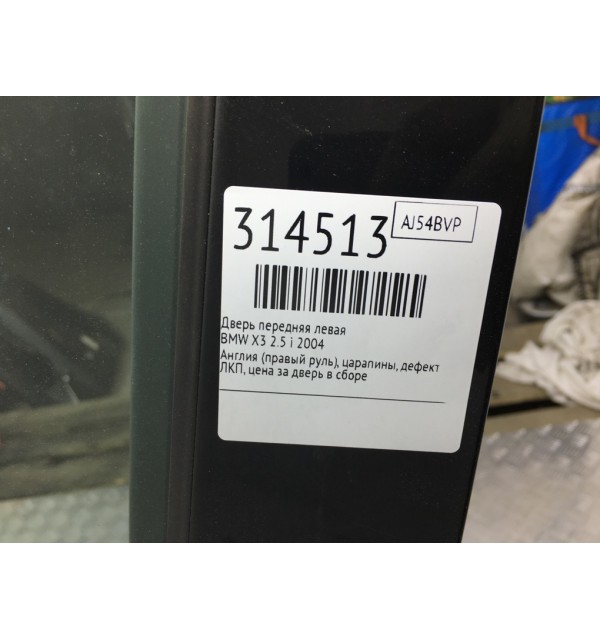 314513
AJ54BVP
Дверь передняя левая
BMW X3 2.5 i 2004
Англия (правый руль), царапины, дефект
ЛКП, цена за дверь в сборе